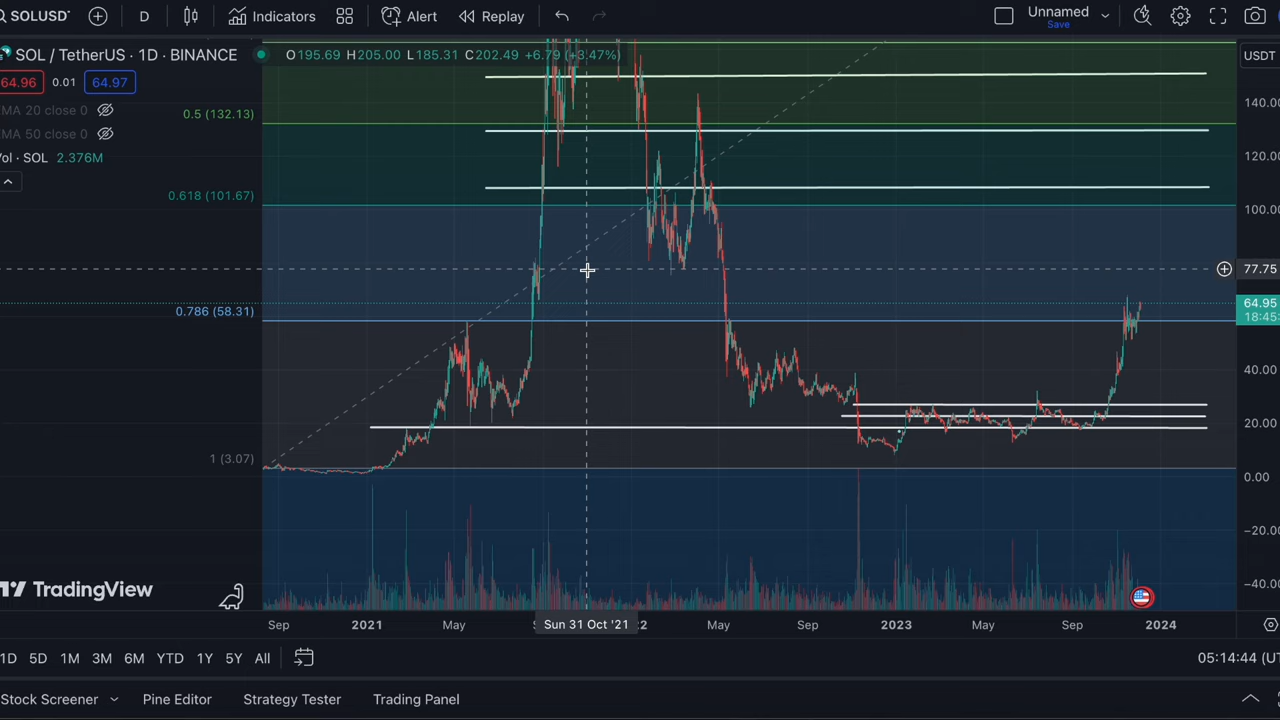 SOLUSD D Indicators Alert Replay Unnamed
Save
SOL / TetherUS · 1D · BINANCE O195.69 H205.00 L185.31 C202.49 +6.79 (+3.47%) USDT
64.96 0.01 64.97
EMA 20 close 0
EMA 50 close 0
Vol · SOL 2.376M
0.5 (132.13)
0.618 (101.67)
0.786 (58.31)
1 (3.07)
140.00
120.00
100.00
77.75
64.95
18:45
40.00
20.00
0.00
−20.00
−40.00
TradingView
Sep 2021 May Sun 31 Oct '21 22 May Sep 2023 May Sep 2024
1D 5D 1M 3M 6M YTD 1Y 5Y All 05:14:44 (UT
Stock Screener Pine Editor Strategy Tester Trading Panel